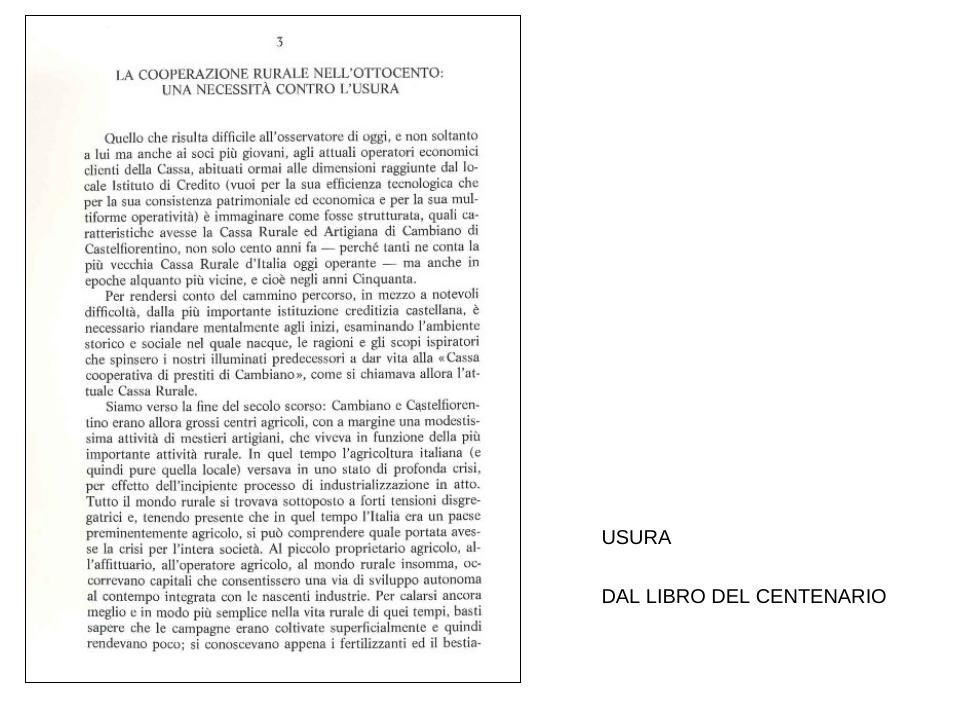 3
LA COOPERAZIONE RURALE NELL'OTTOCENTO:
UNA NECESSITÀ CONTRO L'USURA
Quello che risulta difficile all'osservatore di oggi, e non soltanto
a lui ma anche ai soci più giovani, agli attuali operatori economici
clienti della Cassa, abituati ormai alle dimensioni raggiunte dal lo-
cale Istituto di Credito (vuoi per la sua efficienza tecnologica che
per la sua consistenza patrimoniale ed economica e per la sua mul-
tiforme operatività) è immaginare come fosse strutturata, quali ca-
ratteristiche avesse la Cassa Rurale ed Artigiana di Cambiano di
Castelfiorentino, non solo cento anni fa — perché tanti ne conta la
più vecchia Cassa Rurale d'Italia oggi operante — ma anche in
epoche alquanto più vicine, e cioè negli anni Cinquanta.
Per rendersi conto del cammino percorso, in mezzo a notevoli
difficoltà, dalla più importante istituzione creditizia castellana, è
necessario riandare mentalmente agli inizi, esaminando l'ambiente
storico e sociale nel quale nacque, le ragioni e gli scopi ispiratori
che spinsero i nostri illuminati predecessori a dar vita alla «Cassa
cooperativa di prestiti di Cambiano», come si chiamava allora l'at-
tuale Cassa Rurale.
Siamo verso la fine del secolo scorso: Cambiano e Castelfioren-
tino erano allora grossi centri agricoli, con a margine una modestis-
sima attività di mestieri artigiani, che viveva in funzione della più
importante attività rurale. In quel tempo l'agricoltura italiana (e
quindi pure quella locale) versava in uno stato di profonda crisi,
per effetto dell'incipiente processo di industrializzazione in atto.
Tutto il mondo rurale si trovava sottoposto a forti tensioni disgre-
gatrici e, tenendo presente che in quel tempo l'Italia era un paese
preminentemente agricolo, si può comprendere quale portata aves-
se la crisi per l'intera società. Al piccolo proprietario agricolo, al-
l'affittuario, all'operatore agricolo, al mondo rurale insomma, oc-
correvano capitali che consentissero una via di sviluppo autonoma
al contempo integrata con le nascenti industrie. Per calarsi ancora
meglio e in modo più semplice nella vita rurale di quei tempi, basti
sapere che le campagne erano coltivate superficialmente e quindi
rendevano poco; si conoscevano appena i fertilizzanti ed il bestia-
USURA
DAL LIBRO DEL CENTENARIO